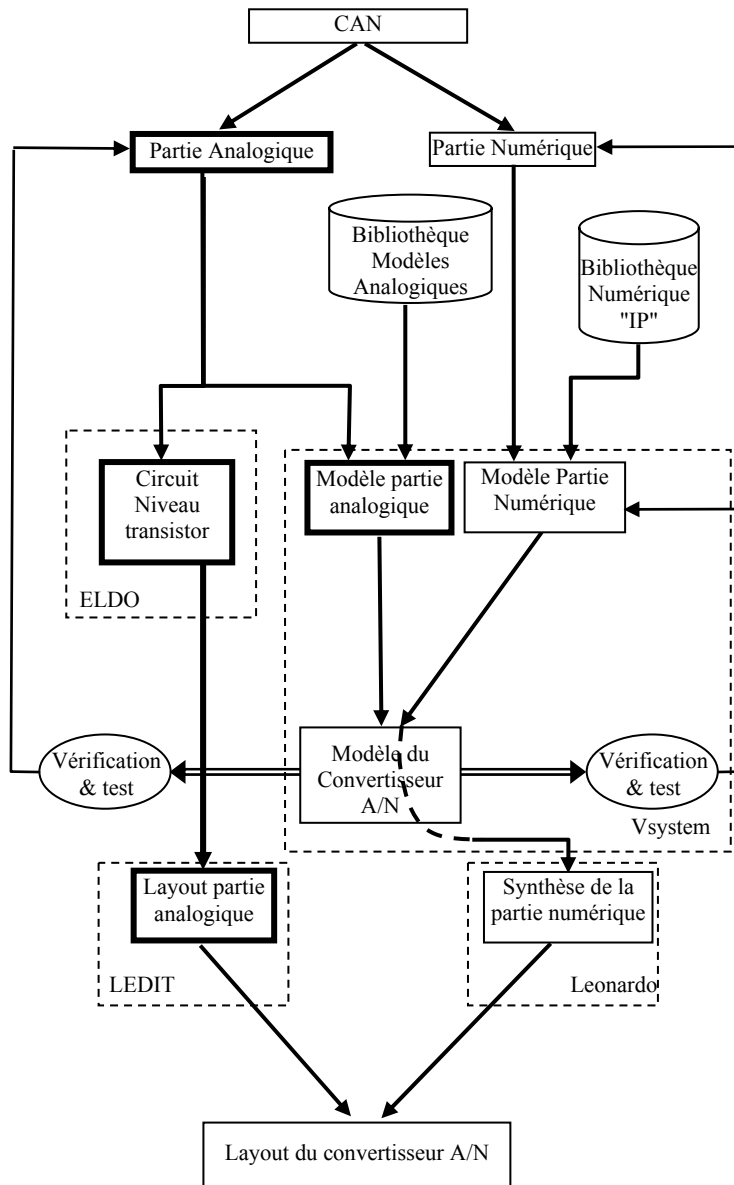 CAN
Partie Analogique
Partie Numérique
Bibliothèque
Modèles
Analogiques
Bibliothèque
Numérique
"IP"
Circuit
Niveau
transistor
ELDO
Modèle partie
analogique
Modèle Partie
Numérique
Vérification
& test
Modèle du
Convertisseur
A/N
Vérification
& test
Vsystem
Layout partie
analogique
LEDIT
Synthèse de la
partie numérique
Leonardo
Layout du convertisseur A/N